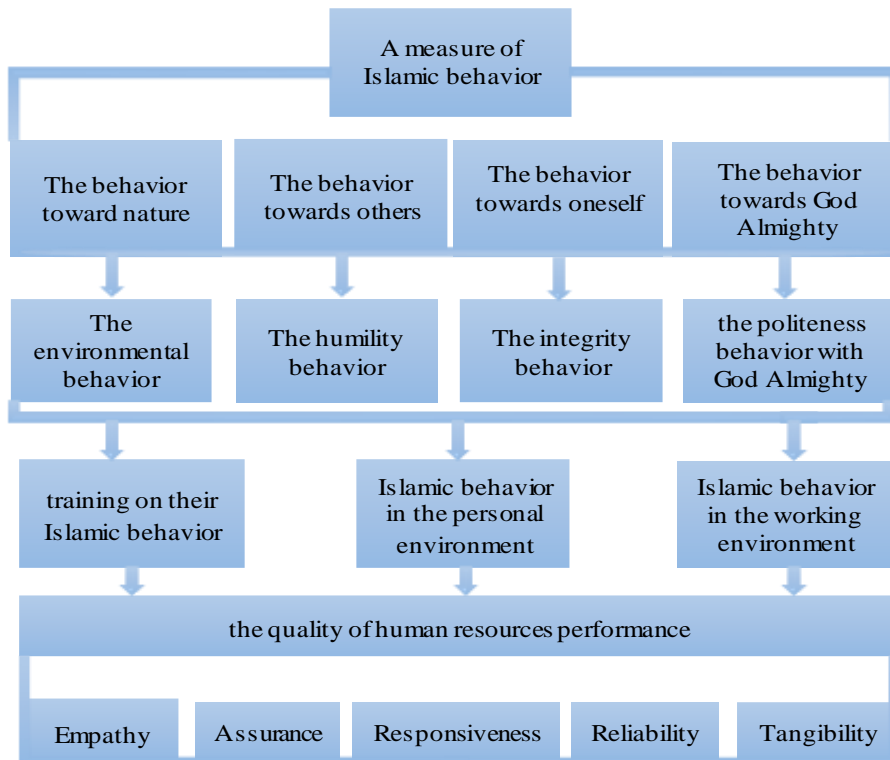 A measure of
Islamic behavior
The behavior
toward nature
The behavior
towards others
The behavior
towards oneself
The behavior
towards God
Almighty
The
environmental
behavior
The humility
behavior
The integrity
behavior
the politeness
behavior with
God Almighty
training on their
Islamic behavior
Islamic behavior
in the personal
environment
Islamic behavior
in the working
environment
the quality of human resources performance
Empathy
Assurance
Responsiveness
Reliability
Tangibility